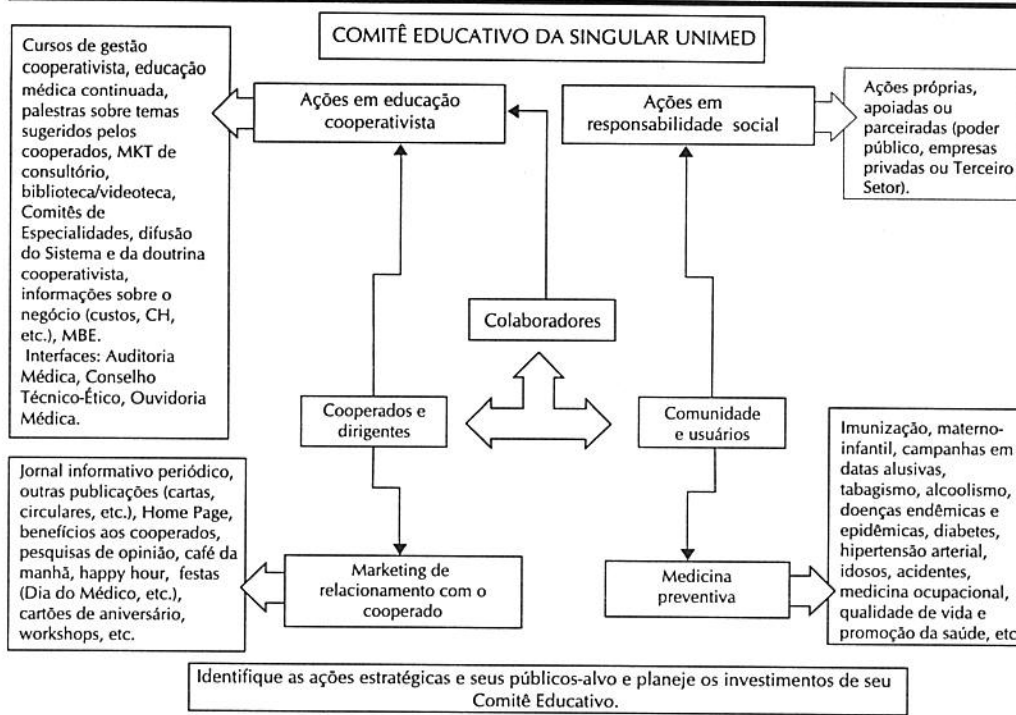 COMITÊ EDUCATIVO DA SINGULAR UNIMED
Cursos de gestão
cooperativista, educação
médica continuada,
palestras sobre temas
sugeridos pelos
cooperados, MKT de
consultório,
biblioteca/videoteca,
Comitês de
Especialidades, difusão
do Sistema e da doutrina
cooperativista,
informações sobre o
negócio (custos, CH,
etc.), MBE.
Interfaces: Auditoria
Médica, Conselho
Técnico-Ético, Ouvidoria
Médica.
Ações em educação
cooperativista
Ações em
responsabilidade social
Ações próprias,
apoiadas ou
parceiradas (poder
público, empresas
privadas ou Terceiro
Setor).
Colaboradores
Cooperados e
dirigentes
Comunidade
e usuários
Jornal informativo periódico,
outras publicações (cartas,
circulares, etc.), Home Page,
benefícios aos cooperados,
pesquisas de opinião, café da
manhã, happy hour, festas
(Dia do Médico, etc.),
cartões de aniversário,
workshops, etc.
Marketing de
relacionamento com o
cooperado
Medicina
preventiva
Imunização, materno-
infantil, campanhas em
datas alusivas,
tabagismo, alcoolismo,
doenças endêmicas e
epidêmicas, diabetes,
hipertensão arterial,
idosos, acidentes,
medicina ocupacional,
qualidade de vida e
promoção da saúde, etc
Identifique as ações estratégicas e seus públicos-alvo e planeje os investimentos de seu
Comitê Educativo.